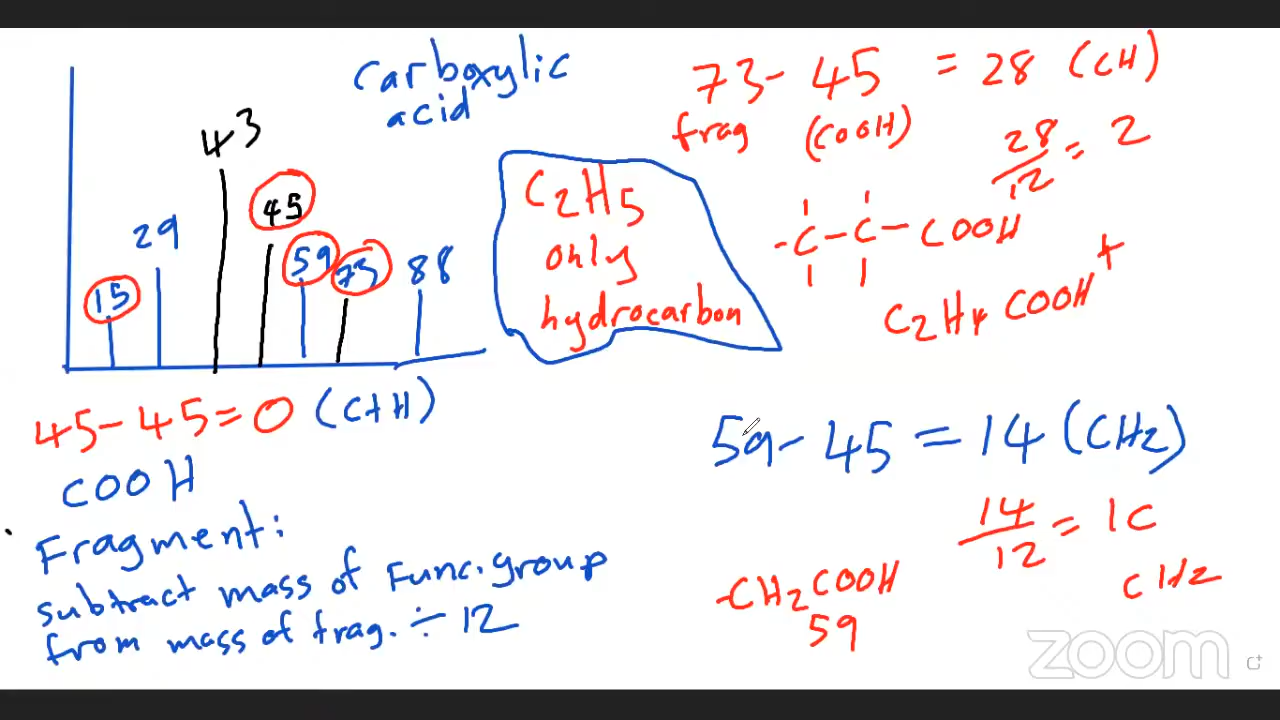 Carboxylic
acid
43
45
29
59
73
88
15
C2H5
only
hydrocarbon
73- 45 = 28 (CH)
frag (COOH)
28/12 = 2
-C-C-COOH
C2H4 COOH+
45-45=0 (C+H)
COOH
Fragment:
subtract mass of Func.group
from mass of frag. ÷ 12
59- 45 = 14 (CH2)
14/12 = 1C
CH2
-CH2COOH
59
zoom